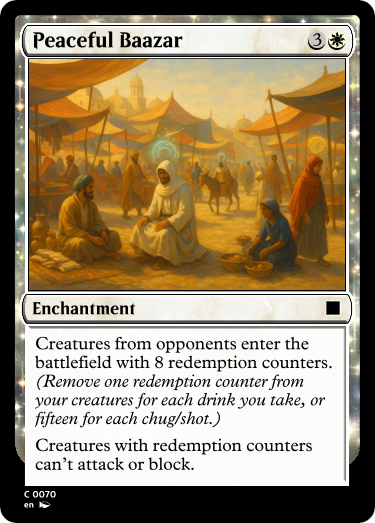 Peaceful Baazar 3
Enchantment
Creatures from opponents enter the
battlefield with 8 redemption counters.
(Remove one redemption counter from
your creatures for each drink you take, or
fifteen for each chug/shot.)
Creatures with redemption counters
can't attack or block.
C 0070
en